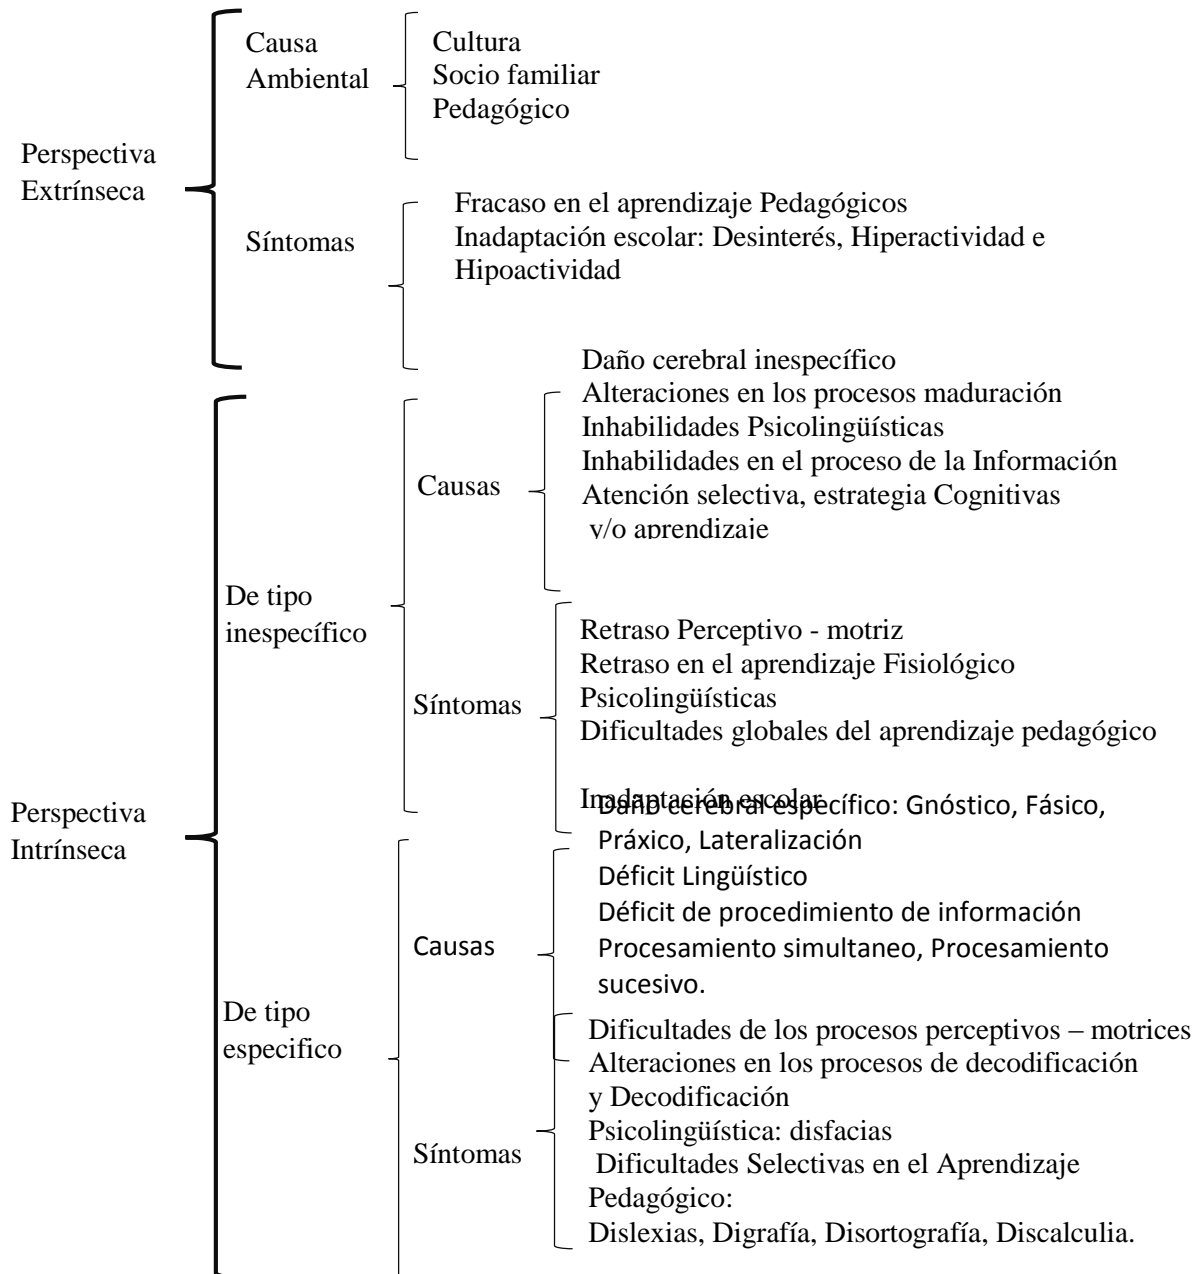 Perspectiva
Extrínseca
Causa
Ambiental
Cultura
Socio familiar
Pedagógico
Síntomas
Fracaso en el aprendizaje Pedagógicos
Inadaptación escolar: Desinterés, Hiperactividad e
Hipoactividad
Perspectiva
Intrínseca
De tipo
inespecífico
Causas
Daño cerebral inespecífico
Alteraciones en los procesos maduración
Inhabilidades Psicolingüísticas
Inhabilidades en el proceso de la Información
Atención selectiva, estrategia Cognitivas
y/o aprendizaje
Síntomas
Retraso Perceptivo - motriz
Retraso en el aprendizaje Fisiológico
Psicolingüísticas
Dificultades globales del aprendizaje pedagógico
Inadaptación escolar
De tipo
especifico
Causas
Daño cerebral específico: Gnóstico, Fásico,
Práxico, Lateralización
Déficit Lingüístico
Déficit de procedimiento de información
Procesamiento simultaneo, Procesamiento
sucesivo.
Síntomas
Dificultades de los procesos perceptivos – motrices
Alteraciones en los procesos de decodificación
y Decodificación
Psicolingüística: disfacias
Dificultades Selectivas en el Aprendizaje
Pedagógico:
Dislexias, Digrafía, Disortografía, Discalculia.